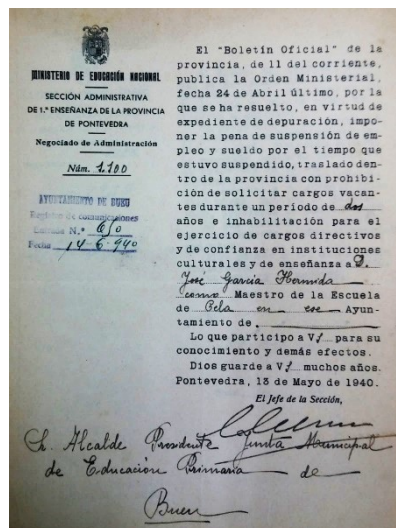 MINISTERIO DE EDUCACIÓN NACIONAL
SECCIÓN ADMINISTRATIVA
DE 1.ª ENSEÑANZA DE LA PROVINCIA
DE PONTEVEDRA
Negociado de Administración
Núm. 1.100
AYUNTAMIENTO DE BUEU
Registro de comunicaciones
Entrada N.º 650
Fecha 14-6-940
El "Boletín Oficial" de la
provincia, de 11 del corriente,
publica la Orden Ministerial,
fecha 24 de Abril último, por la
que se ha resuelto, en virtud de
expediente de depuración, impo-
ner la pena de suspensión de em-
pleo y sueldo por el tiempo que
estuvo suspendido, traslado den-
tro de la provincia con prohibi-
ción de solicitar cargos vacan-
tes durante un período de dos
años e inhabilitación para el
ejercicio de cargos directivos
y de confianza en instituciones
culturales y de enseñanza a D.
José García Hermida
como Maestro de la Escuela
de Cela en ese Ayun-
tamiento de
Lo que participo a V. para su
conocimiento y demás efectos.
Dios guarde a V. muchos años.
Pontevedra, 13 de Mayo de 1940.
El Jefe de la Sección,
Sr. Alcalde Presidente Junta Municipal
de Educación Primaria de
Bueu